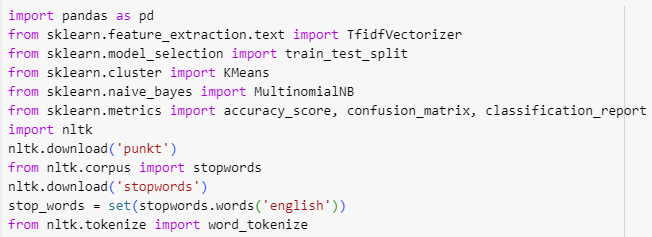 import pandas as pd
from sklearn.feature_extraction.text import TfidfVectorizer
from sklearn.model_selection import train_test_split
from sklearn.cluster import KMeans
from sklearn.naive_bayes import MultinomialNB
from sklearn.metrics import accuracy_score, confusion_matrix, classification_report
import nltk
nltk.download('punkt')
from nltk.corpus import stopwords
nltk.download('stopwords')
stop_words = set(stopwords.words('english'))
from nltk.tokenize import word_tokenize